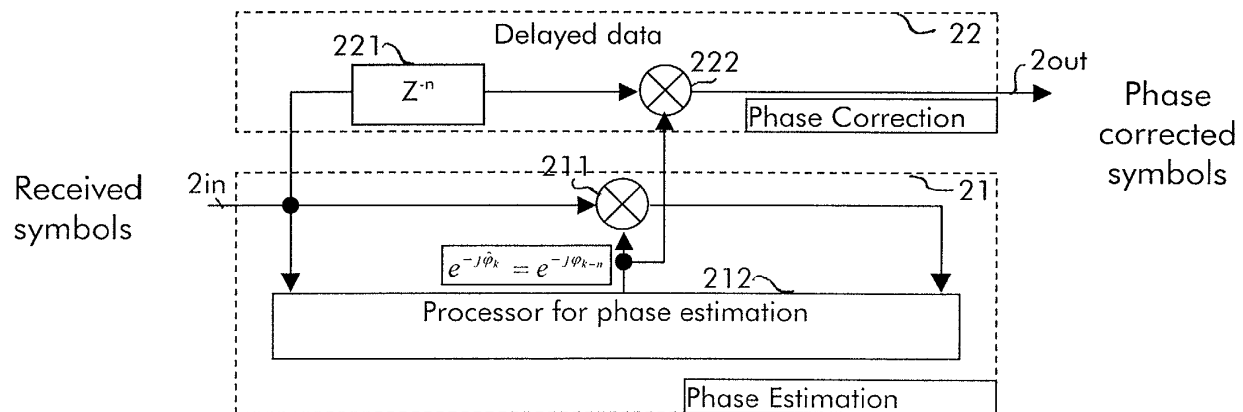 Delayed data
22
221
222
2out
Z⁻ⁿ
Phase Correction
Phase
corrected
symbols
Received
symbols
2in
211
21
e^{-jφ̂_k} = e^{-jφ_{k-n}}
212
Processor for phase estimation
Phase Estimation